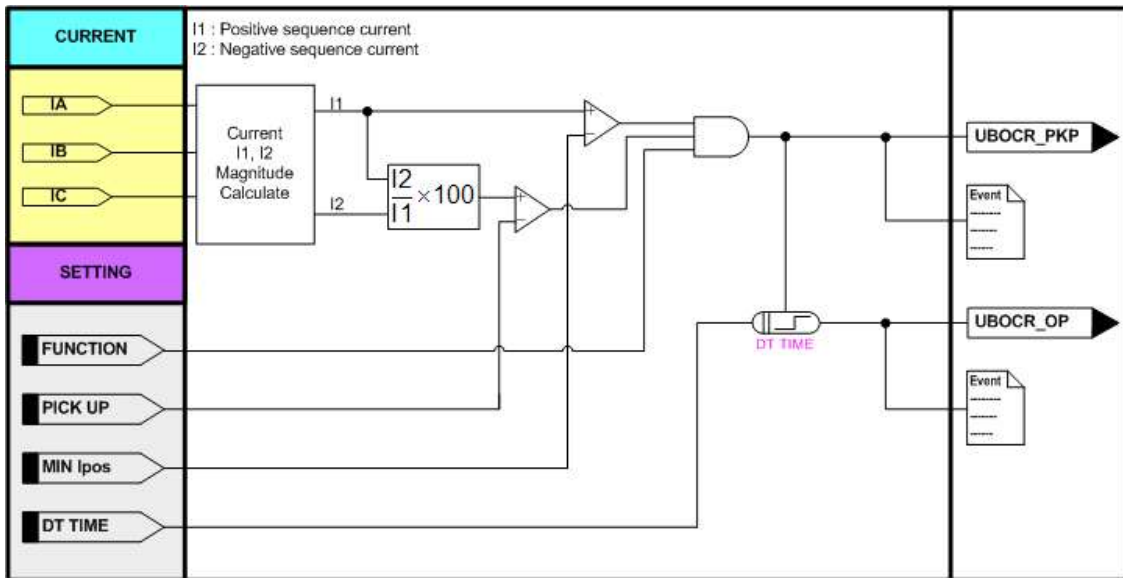 CURRENT
I1 : Positive sequence current
I2 : Negative sequence current
IA
IB
IC
Current
I1, I2
Magnitude
Calculate
I1
I2
I2
I1
×100
+
−
+
−
UBOCR_PKP
Event
SETTING
FUNCTION
PICK UP
MIN Ipos
DT TIME
DT TIME
UBOCR_OP
Event